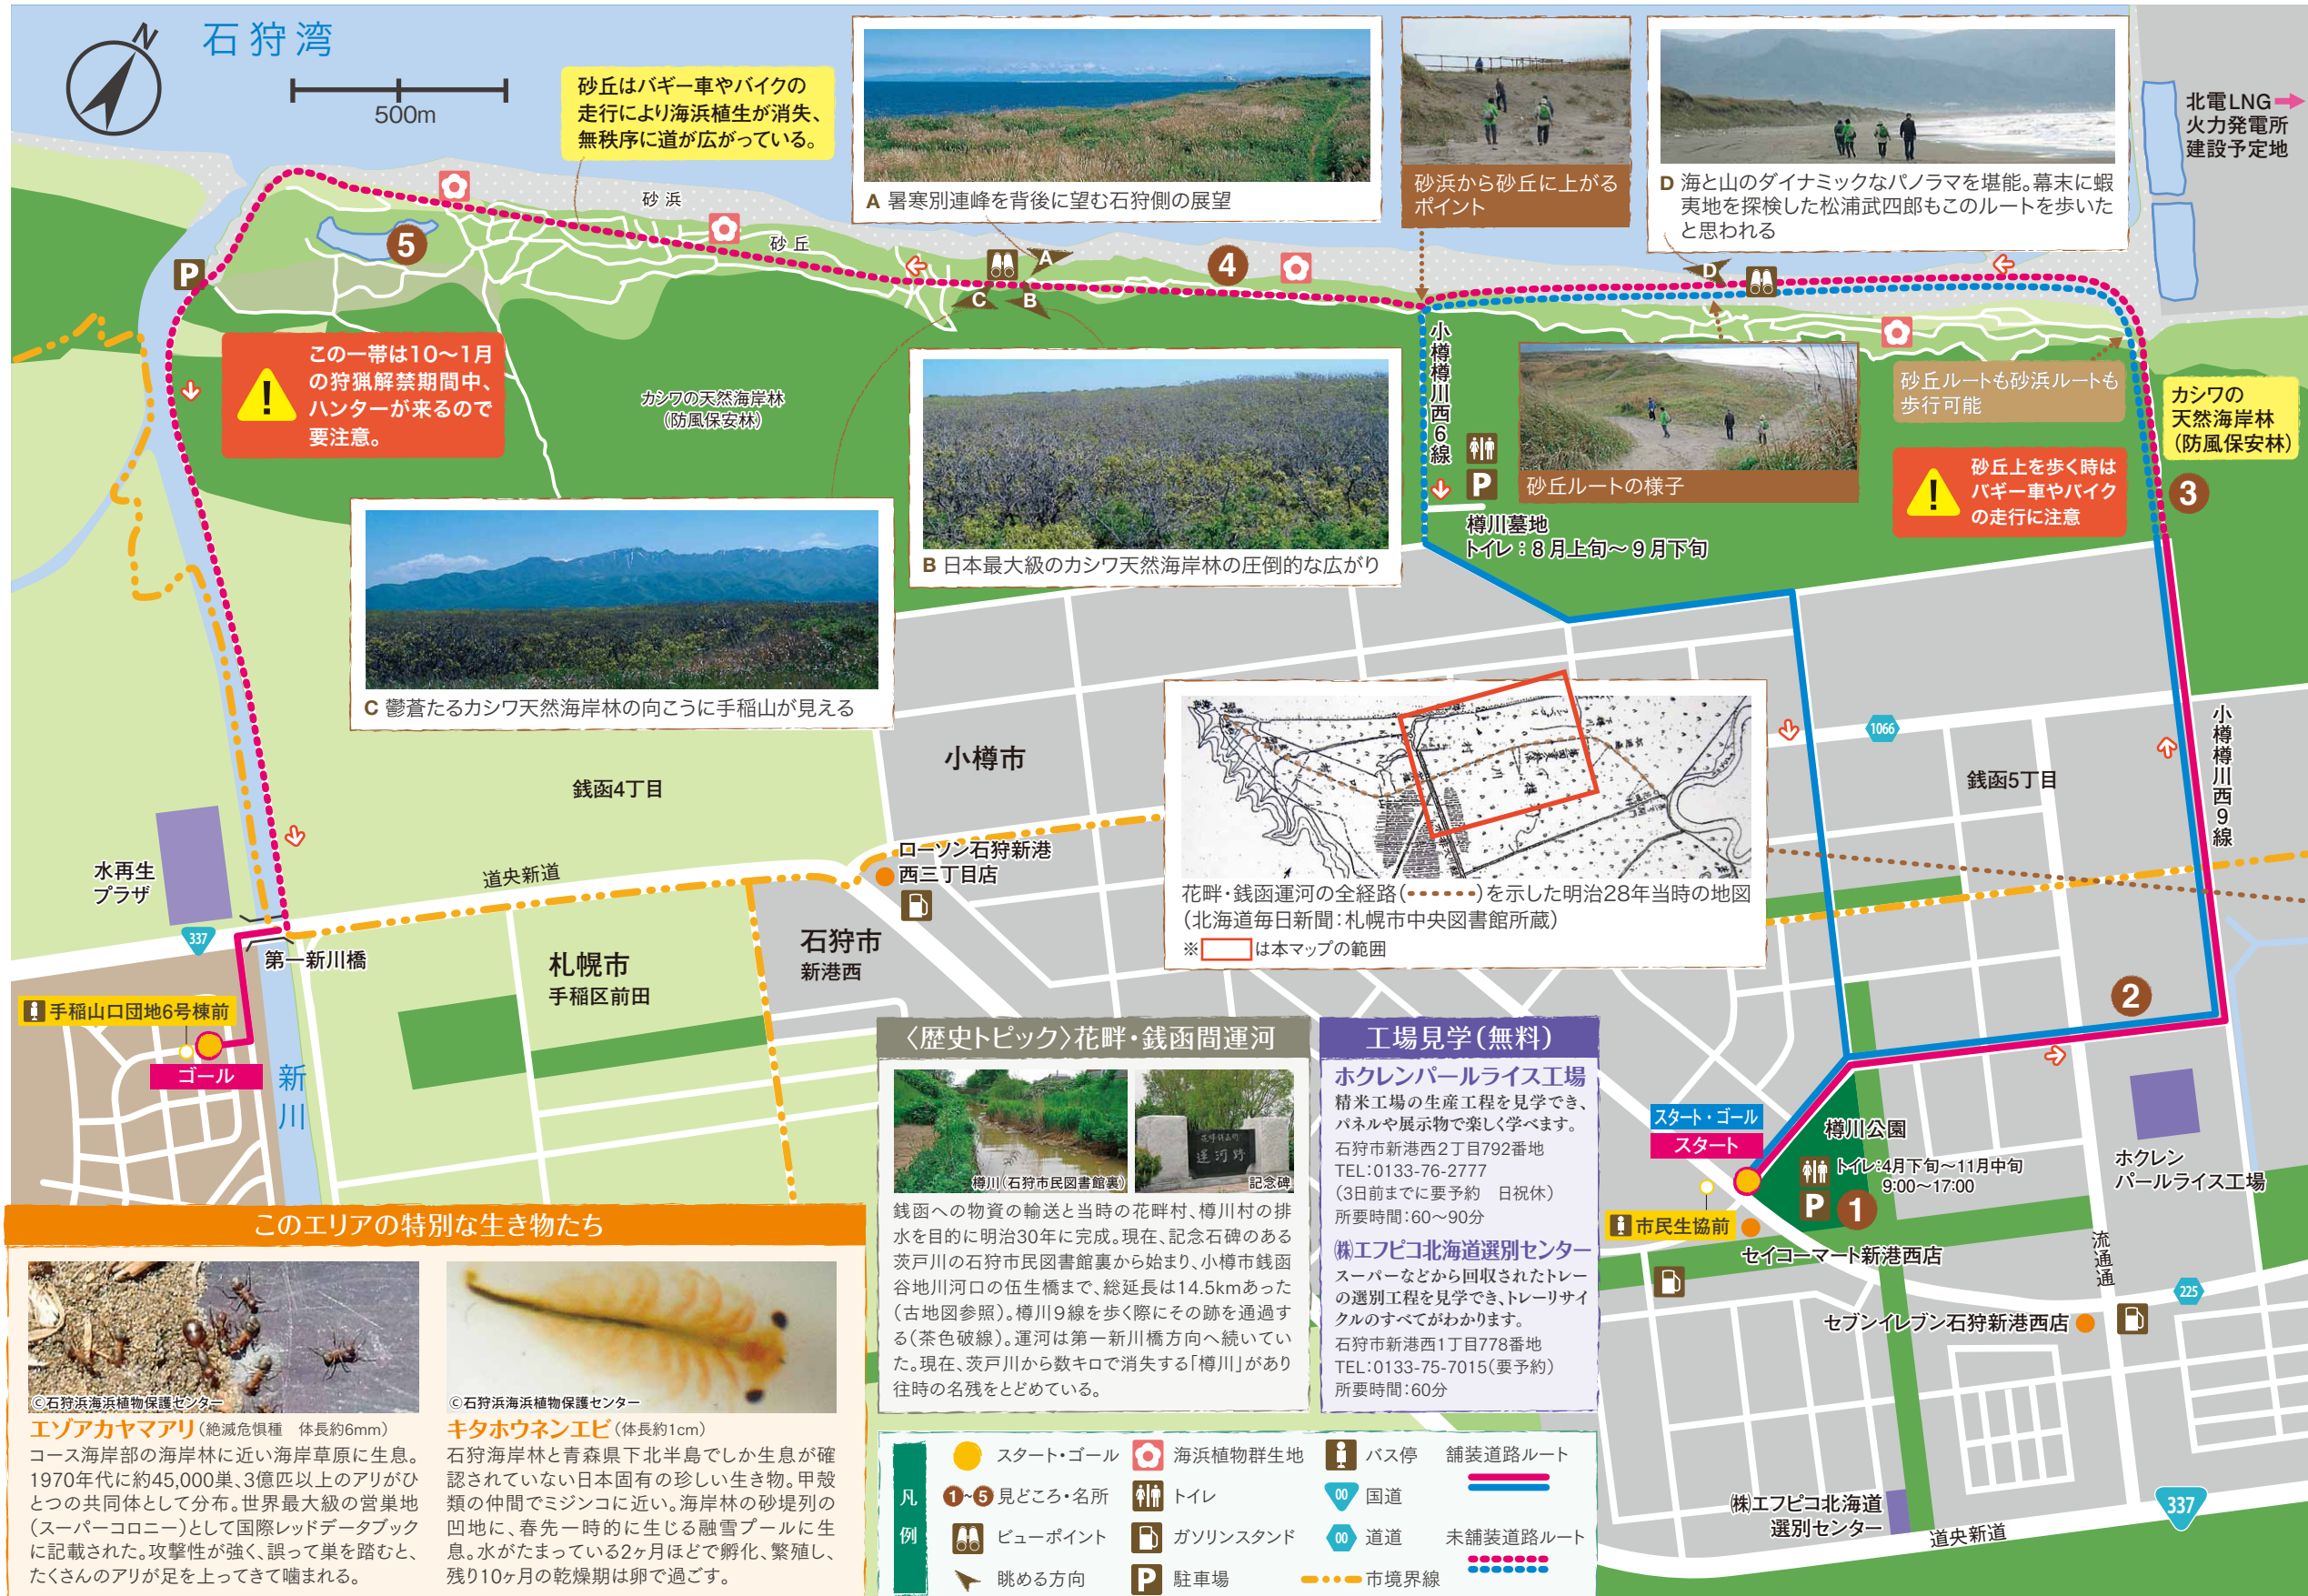 石狩湾
N
500m
砂丘はバギー車やバイクの
走行により海浜植生が消失、
無秩序に道が広がっている。
A 暑寒別連峰を背後に望む石狩側の展望
砂浜から砂丘に上がる
ポイント
D 海と山のダイナミックなパノラマを堪能。幕末に蝦
夷地を探検した松浦武四郎もこのルートを歩いた
と思われる
北電LNG
火力発電所
建設予定地
砂浜
砂丘
5
P
A
C
B
4
D
この一帯は10〜1月
の狩猟解禁期間中、
ハンターが来るので
要注意。
カシワの天然海岸林
(防風保安林)
小樽樽川西6線
P
樽川墓地
トイレ:8月上旬〜9月下旬
砂丘ルートの様子
砂丘ルートも砂浜ルートも
歩行可能
カシワの
天然海岸林
(防風保安林)
砂丘上を歩く時は
バギー車やバイク
の走行に注意
3
B 日本最大級のカシワ天然海岸林の圧倒的な広がり
C 鬱蒼たるカシワ天然海岸林の向こうに手稲山が見える
小樽市
銭函4丁目
1066
銭函5丁目
小樽樽川西9線
花畔・銭函運河の全経路(・・・・・・・)を示した明治28年当時の地図
(北海道毎日新聞:札幌市中央図書館所蔵)
※ は本マップの範囲
水再生
プラザ
道央新道
ローソン石狩新港
西三丁目店
337
第一新川橋
札幌市
手稲区前田
石狩市
新港西
手稲山口団地6号棟前
ゴール
新川
2
スタート・ゴール
スタート
樽川公園
トイレ:4月下旬〜11月中旬
9:00〜17:00
P
1
市民生協前
セイコーマート新港西店
ホクレン
パールライス工場
流通通
225
セブンイレブン石狩新港西店
㈱エフピコ北海道
選別センター
道央新道
337
〈歴史トピック〉花畔・銭函間運河
樽川(石狩市民図書館裏)
運河跡
記念碑
銭函への物資の輸送と当時の花畔村、樽川村の排
水を目的に明治30年に完成。現在、記念石碑のある
茨戸川の石狩市民図書館裏から始まり、小樽市銭函
谷地川河口の伍生橋まで、総延長は14.5kmあった
(古地図参照)。樽川9線を歩く際にその跡を通過す
る(茶色破線)。運河は第一新川橋方向へ続いてい
た。現在、茨戸川から数キロで消失する「樽川」があり
往時の名残をとどめている。
工場見学(無料)
ホクレンパールライス工場
精米工場の生産工程を見学でき、
パネルや展示物で楽しく学べます。
石狩市新港西2丁目792番地
TEL:0133-76-2777
(3日前までに要予約 日祝休)
所要時間:60〜90分
㈱エフピコ北海道選別センター
スーパーなどから回収されたトレー
の選別工程を見学でき、トレーリサイ
クルのすべてがわかります。
石狩市新港西1丁目778番地
TEL:0133-75-7015(要予約)
所要時間:60分
このエリアの特別な生き物たち
©石狩浜海浜植物保護センター
エゾアカヤマアリ(絶滅危惧種 体長約6mm)
コース海岸部の海岸林に近い海岸草原に生息。
1970年代に約45,000巣、3億匹以上のアリがひ
とつの共同体として分布。世界最大級の営巣地
(スーパーコロニー)として国際レッドデータブック
に記載された。攻撃性が強く、誤って巣を踏むと、
たくさんのアリが足を上ってきて噛まれる。
©石狩浜海浜植物保護センター
キタホウネンエビ(体長約1cm)
石狩海岸林と青森県下北半島でしか生息が確
認されていない日本固有の珍しい生き物。甲殻
類の仲間でミジンコに近い。海岸林の砂堤列の
凹地に、春先一時的に生じる融雪プールに生
息。水がたまっている2ヶ月ほどで孵化、繁殖し、
残り10ヶ月の乾燥期は卵で過ごす。
凡例
スタート・ゴール
海浜植物群生地
バス停
舗装道路ルート
1~5 見どころ・名所
トイレ
00 国道
ビューポイント
ガソリンスタンド
00 道道
未舗装道路ルート
眺める方向
P 駐車場
市境界線